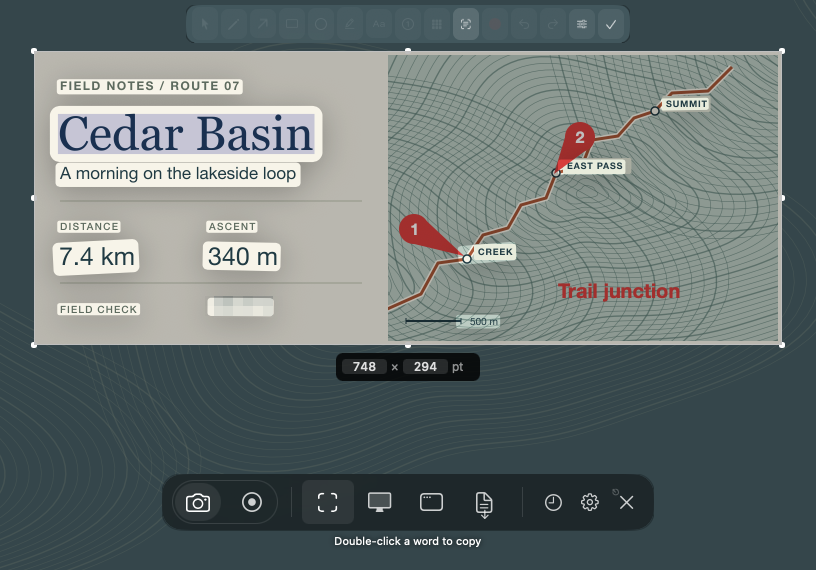 FIELD NOTES / ROUTE 07
Cedar Basin
A morning on the lakeside loop
DISTANCE
7.4 km
ASCENT
340 m
FIELD CHECK
SUMMIT
2
EAST PASS
1
CREEK
Trail junction
500 m
748 × 294 pt
Double-click a word to copy